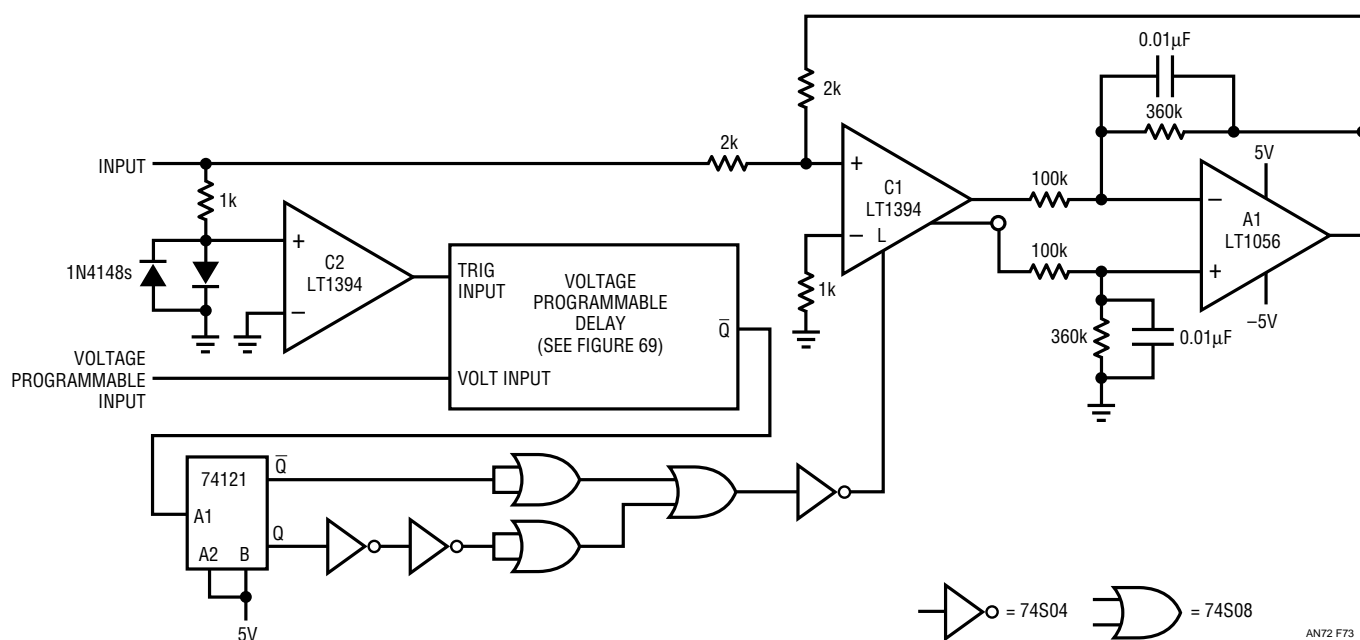 0.01µF
2k
360k
2k
INPUT
5V
+
C1
LT1394
100k
−
A1
LT1056
1k
−
L
+
C2
LT1394
−
1N4148s
100k
+
TRIG
INPUT
VOLTAGE
PROGRAMMABLE
DELAY
(SEE FIGURE 69)
Q̅
1k
−5V
360k
0.01µF
VOLTAGE
PROGRAMMABLE
INPUT
VOLT INPUT
74121
Q̅
A1
Q
A2
B
5V
= 74S04
= 74S08
AN72 F73